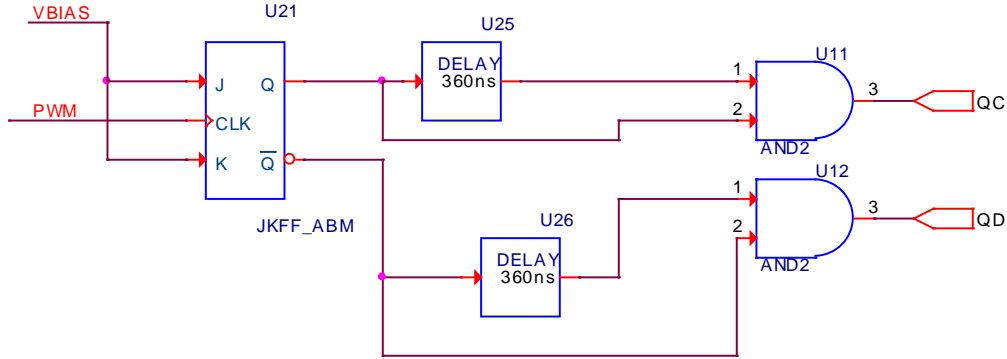 VBIAS
U21
U25
U11
DELAY
360ns
J
Q
1
PWM
CLK
2
3
QC
K
Q
AND2
U12
1
JKFF_ABM
U26
2
3
QD
DELAY
360ns
AND2